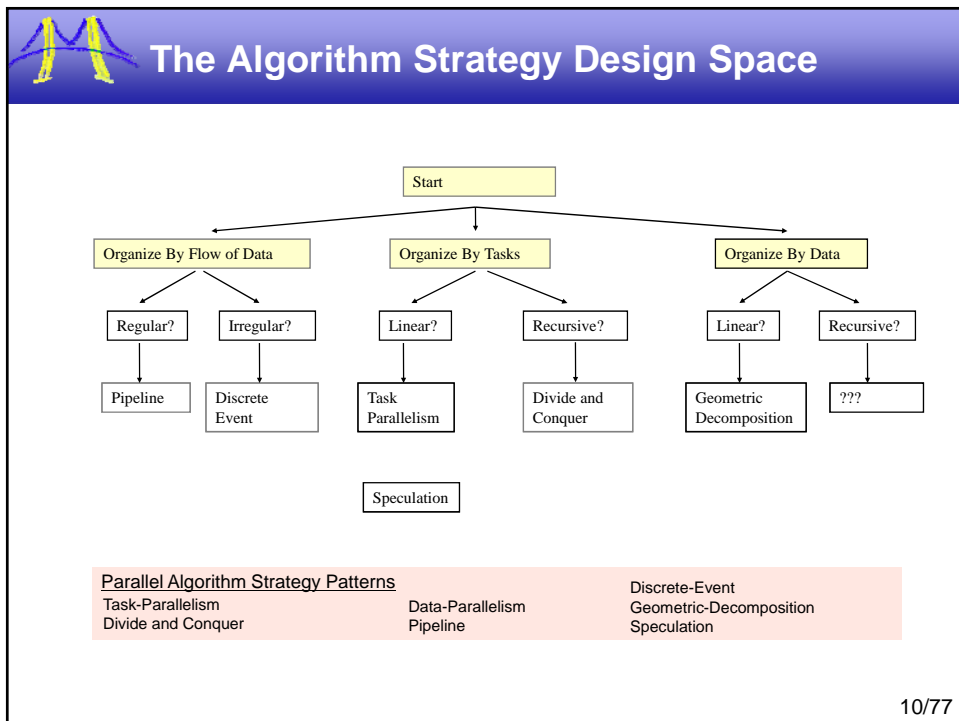 The Algorithm Strategy Design Space
Start
Organize By Flow of Data
Organize By Tasks
Organize By Data
Regular?
Irregular?
Linear?
Recursive?
Linear?
Recursive?
Pipeline
Discrete
Event
Task
Parallelism
Divide and
Conquer
Geometric
Decomposition
???
Speculation
Parallel Algorithm Strategy Patterns
Task-Parallelism
Divide and Conquer
Data-Parallelism
Pipeline
Discrete-Event
Geometric-Decomposition
Speculation
10/77